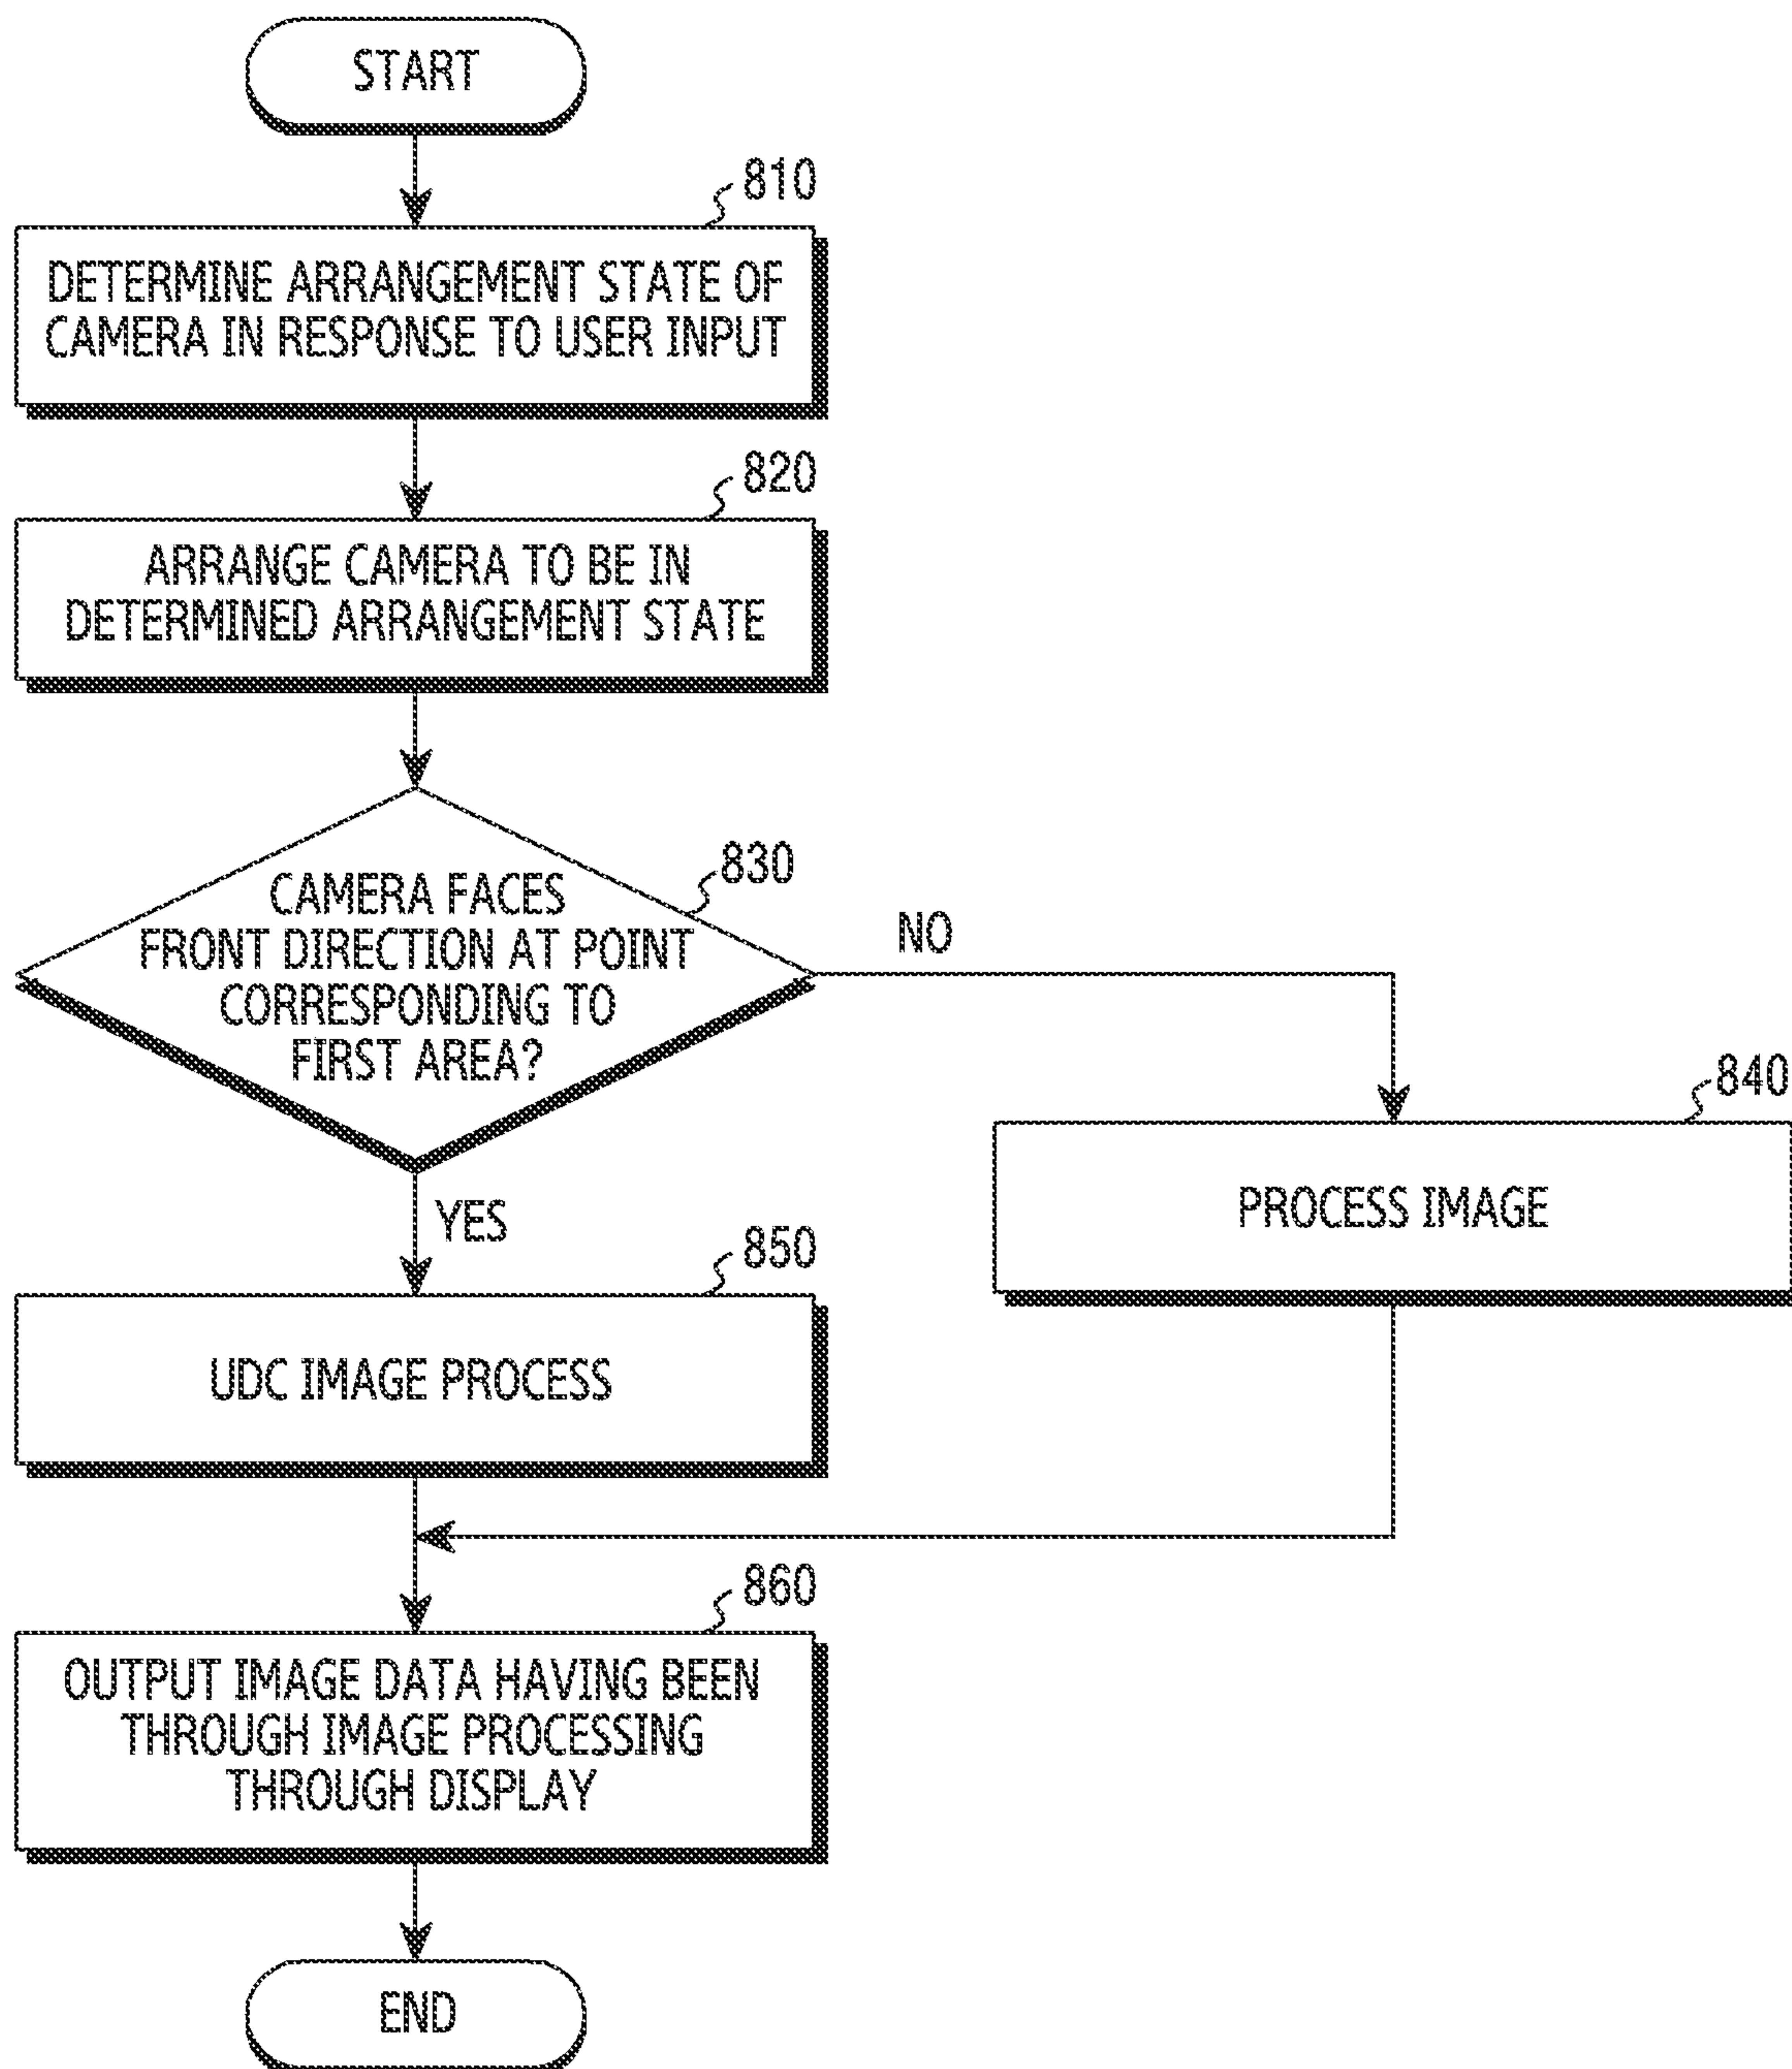 START
810
DETERMINE ARRANGEMENT STATE OF
CAMERA IN RESPONSE TO USER INPUT
820
ARRANGE CAMERA TO BE IN
DETERMINED ARRANGEMENT STATE
830
CAMERA FACES
FRONT DIRECTION AT POINT
CORRESPONDING TO
FIRST AREA?
NO
840
PROCESS IMAGE
YES
850
UDC IMAGE PROCESS
860
OUTPUT IMAGE DATA HAVING BEEN
THROUGH IMAGE PROCESSING
THROUGH DISPLAY
END